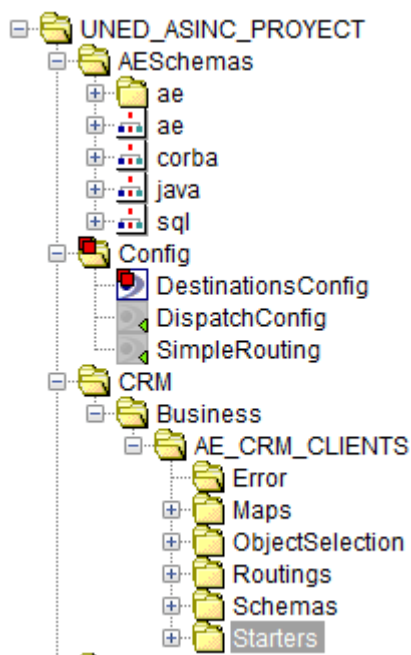 UNED_ASINC_PROYECT
AESchemas
ae
ae
corba
java
sql
Config
DestinationsConfig
DispatchConfig
SimpleRouting
CRM
Business
AE_CRM_CLIENTS
Error
Maps
ObjectSelection
Routings
Schemas
Starters